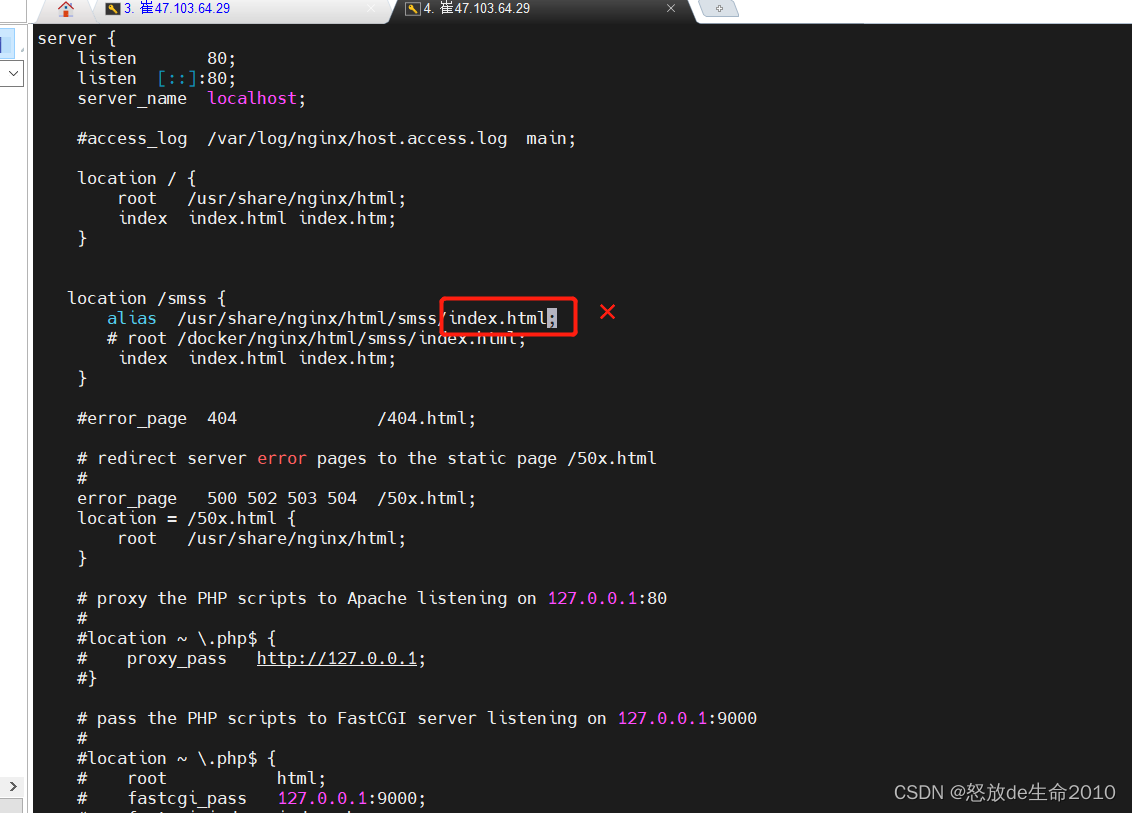 3. 崔47.103.64.29
4. 崔47.103.64.29
server {
    listen       80;
    listen  [::]:80;
    server_name  localhost;
    #access_log  /var/log/nginx/host.access.log  main;
    location / {
        root   /usr/share/nginx/html;
        index  index.html index.htm;
    }
   location /smss {
       alias  /usr/share/nginx/html/smss/index.html;
       # root /docker/nginx/html/smss/index.html;
        index  index.html index.htm;
    }
    #error_page  404              /404.html;
    # redirect server error pages to the static page /50x.html
    #
    error_page   500 502 503 504  /50x.html;
    location = /50x.html {
        root   /usr/share/nginx/html;
    }
    # proxy the PHP scripts to Apache listening on 127.0.0.1:80
    #
    #location ~ \.php$ {
    #    proxy_pass   http://127.0.0.1;
    #}
    # pass the PHP scripts to FastCGI server listening on 127.0.0.1:9000
    #
    #location ~ \.php$ {
    #    root           html;
    #    fastcgi_pass   127.0.0.1:9000;
CSDN @怒放de生命2010